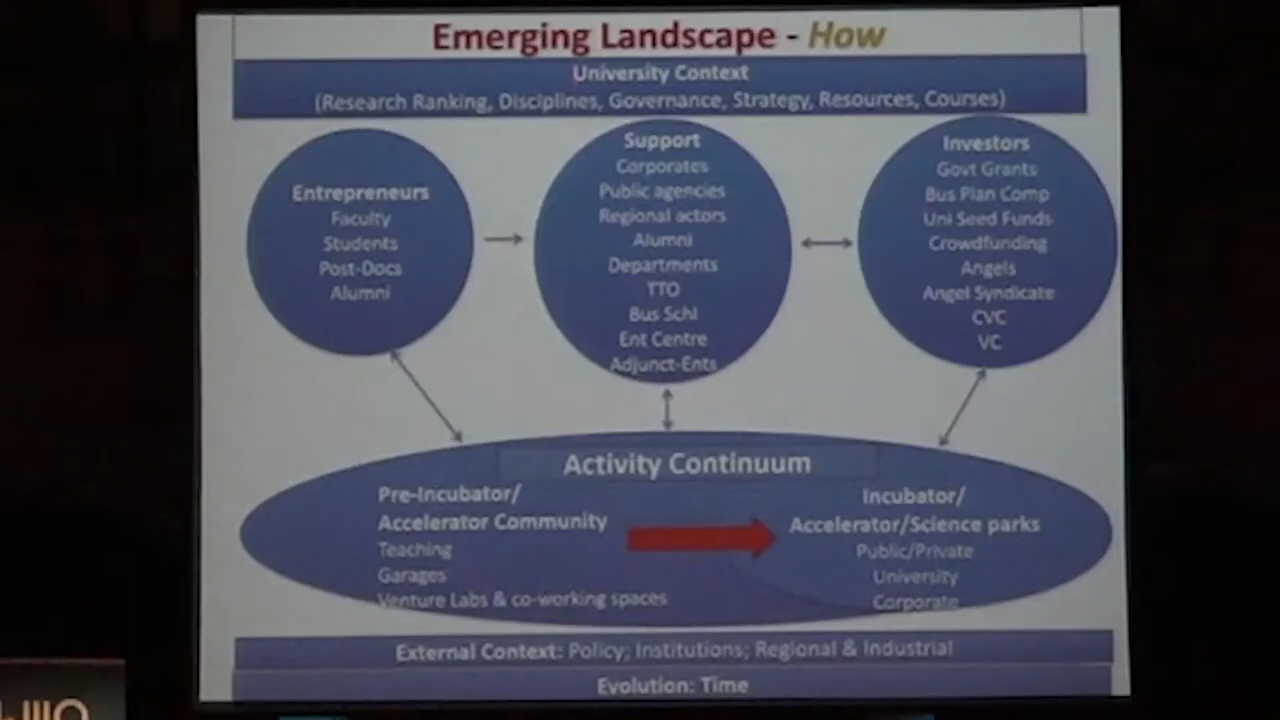 Emerging Landscape - How
University Context
(Research Ranking, Disciplines, Governance, Strategy, Resources, Courses)
Entrepreneurs
Faculty
Students
Post-Docs
Alumni
Support
Corporates
Public agencies
Regional actors
Alumni
Departments
TTO
Bus Schl
Ent Centre
Adjunct-Ents
Investors
Govt Grants
Bus Plan Comp
Uni Seed Funds
Crowdfunding
Angels
Angel Syndicate
CVC
VC
Activity Continuum
Pre-Incubator/
Accelerator Community
Teaching
Garages
Venture Labs & co-working spaces
Incubator/
Accelerator/Science parks
Public/Private
University
Corporate
External Context: Policy; Institutions; Regional & Industrial
Evolution: Time